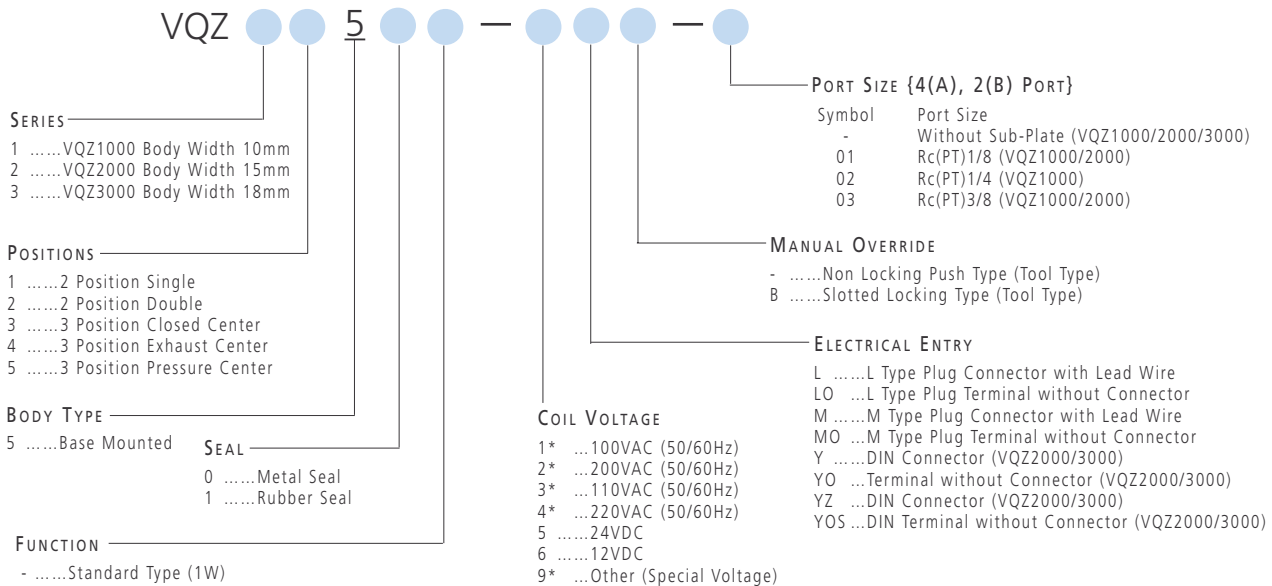 VQZ 5 — —
SERIES
1 ......VQZ1000 Body Width 10mm
2 ......VQZ2000 Body Width 15mm
3 ......VQZ3000 Body Width 18mm
POSITIONS
1 ......2 Position Single
2 ......2 Position Double
3 ......3 Position Closed Center
4 ......3 Position Exhaust Center
5 ......3 Position Pressure Center
BODY TYPE
5 ......Base Mounted
SEAL
0 ......Metal Seal
1 ......Rubber Seal
FUNCTION
- ......Standard Type (1W)
COIL VOLTAGE
1* ...100VAC (50/60Hz)
2* ...200VAC (50/60Hz)
3* ...110VAC (50/60Hz)
4* ...220VAC (50/60Hz)
5 ......24VDC
6 ......12VDC
9* ...Other (Special Voltage)
PORT SIZE {4(A), 2(B) PORT}
Symbol Port Size
- Without Sub-Plate (VQZ1000/2000/3000)
01 Rc(PT)1/8 (VQZ1000/2000)
02 Rc(PT)1/4 (VQZ1000)
03 Rc(PT)3/8 (VQZ1000/2000)
MANUAL OVERRIDE
- ......Non Locking Push Type (Tool Type)
B ......Slotted Locking Type (Tool Type)
ELECTRICAL ENTRY
L ......L Type Plug Connector with Lead Wire
LO ...L Type Plug Terminal without Connector
M ......M Type Plug Connector with Lead Wire
MO ...M Type Plug Terminal without Connector
Y ......DIN Connector (VQZ2000/3000)
YO ...Terminal without Connector (VQZ2000/3000)
YZ ...DIN Connector (VQZ2000/3000)
YOS ...DIN Terminal without Connector (VQZ2000/3000)